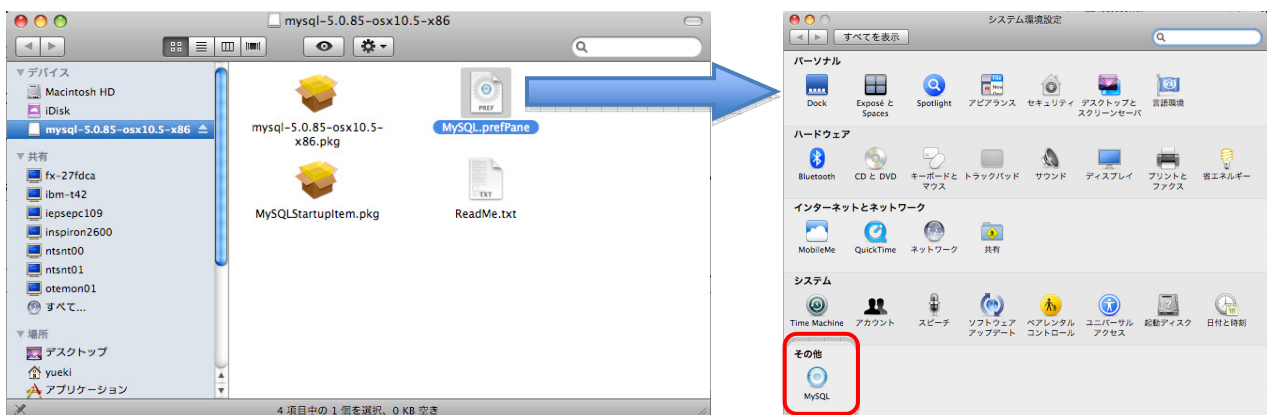 mysql-5.0.85-osx10.5-x86
デバイス
Macintosh HD
iDisk
mysql-5.0.85-osx10.5-x86
共有
fx-27fdca
ibm-t42
iepsepc109
inspiron2600
ntsnt00
ntsnt01
otemon01
すべて...
場所
デスクトップ
yueki
アプリケーション
mysql-5.0.85-osx10.5-
x86.pkg
PREF
MySQL.prefPane
MySQLStartupItem.pkg
TXT
ReadMe.txt
4 項目中の 1 個を選択、0 KB 空き
システム環境設定
すべてを表示
パーソナル
Dock
Exposé と
Spaces
Spotlight
アピアランス
セキュリティ
デスクトップと
スクリーンセーバ
言語環境
ハードウェア
Bluetooth
CD と DVD
キーボードと
マウス
トラックパッド
サウンド
ディスプレイ
プリントと
ファクス
省エネルギー
インターネットとネットワーク
MobileMe
QuickTime
ネットワーク
共有
システム
Time Machine
アカウント
スピーチ
ソフトウェア
アップデート
ペアレンタル
コントロール
ユニバーサル
アクセス
起動ディスク
日付と時刻
その他
MySQL